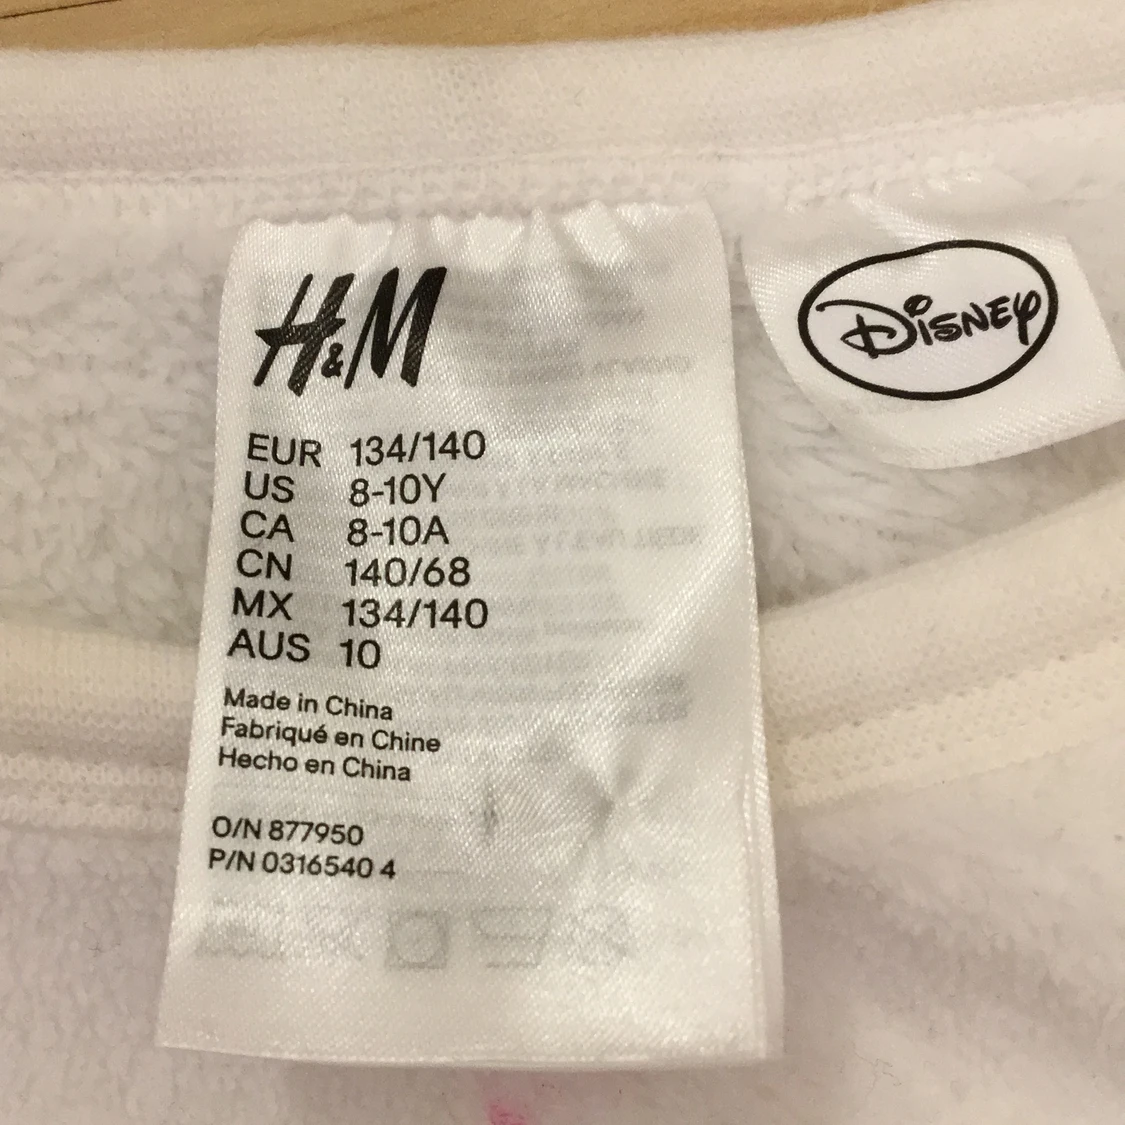 H&M
EUR 134/140
US 8-10Y
CA 8-10A
CN 140/68
MX 134/140
AUS 10
Made in China
Fabriqué en Chine
Hecho en China
O/N 877950
P/N 0316540 4
Disney